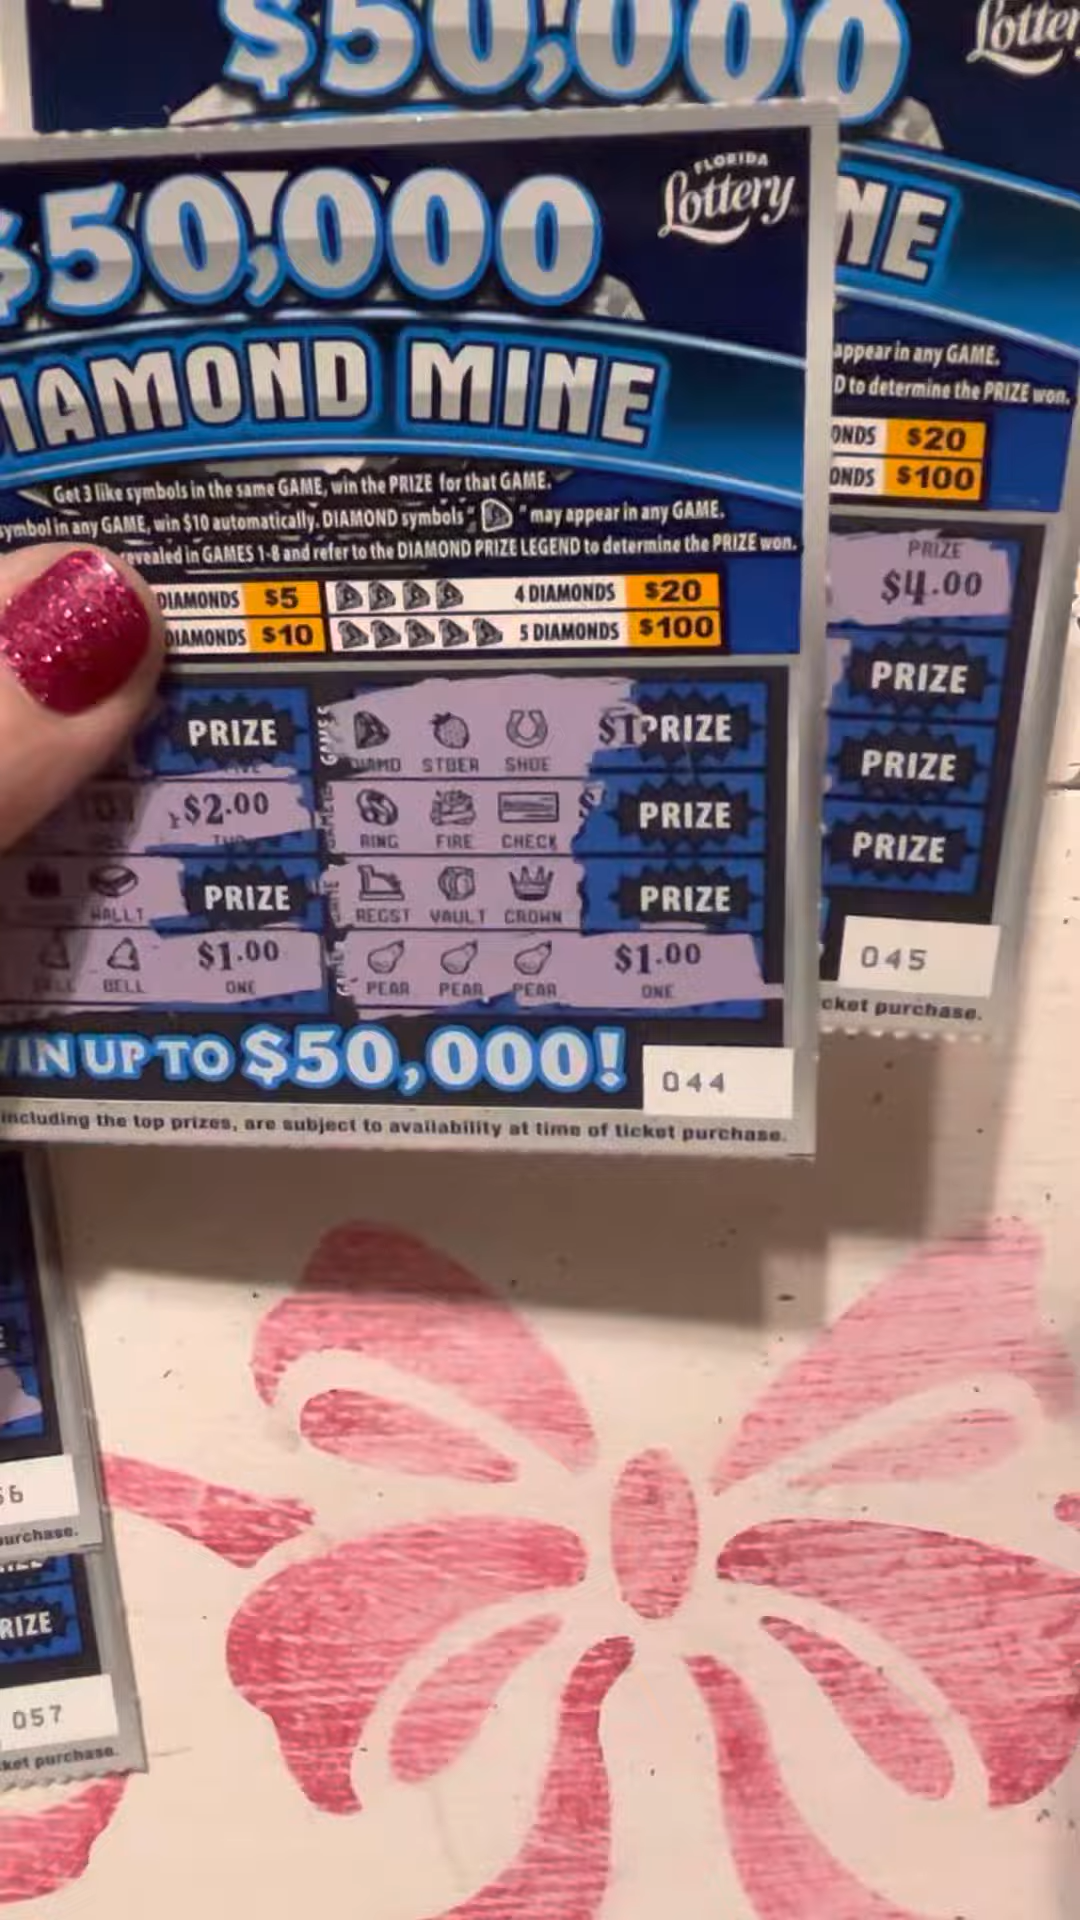 $50,000
Lotter
$50,000
FLORIDA
Lottery
NE
IAMOND MINE
appear in any GAME.
D to determine the PRIZE won.
ONDS $20
ONDS $100
Get 3 like symbols in the same GAME, win the PRIZE for that GAME.
symbol in any GAME, win $10 automatically. DIAMOND symbols " " may appear in any GAME.
revealed in GAMES 1-8 and refer to the DIAMOND PRIZE LEGEND to determine the PRIZE won.
DIAMONDS $5 4 DIAMONDS $20
DIAMONDS $10 5 DIAMONDS $100
PRIZE
$4.00
PRIZE
PRIZE
PRIZE
PRIZE $1 PRIZE
DIAMD STBER SHOE
$2.00 PRIZE
TWO RING FIRE CHECK
PRIZE PRIZE
WALLT REGST VAULT CROWN
$1.00 $1.00
BELL BELL ONE PEAR PEAR PEAR ONE
045
cket purchase.
WIN UP TO $50,000!
044
including the top prizes, are subject to availability at time of ticket purchase.
56
purchase.
RIZE
057
ket purchase.